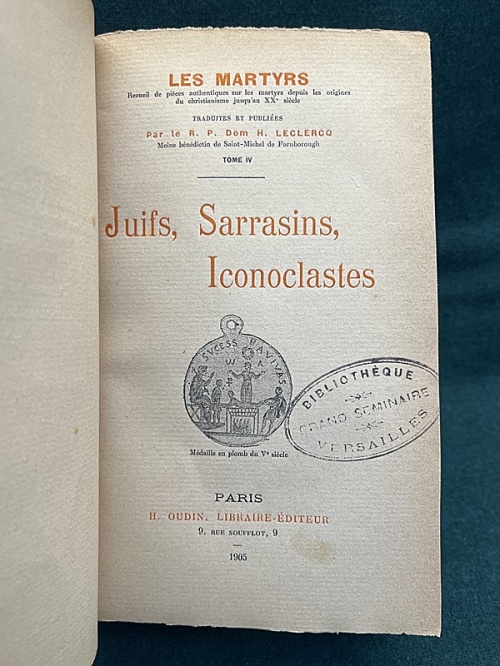 LES MARTYRS
Recueil de pièces authentiques sur les martyrs depuis les origines
du christianisme jusqu'au XXe siècle
TRADUITES ET PUBLIÉES
Par le R. P. Dom H. LECLERCQ
Moine bénédictin de Saint-Michel de Farnborough
TOME IV
Juifs, Sarrasins,
Iconoclastes
SUCESSA VIVAS
Médaille en plomb du Ve siècle
BIBLIOTHÈQUE
GRAND SEMINAIRE
VERSAILLES
PARIS
H. OUDIN, LIBRAIRE-ÉDITEUR
9, RUE SOUFFLOT, 9
1905